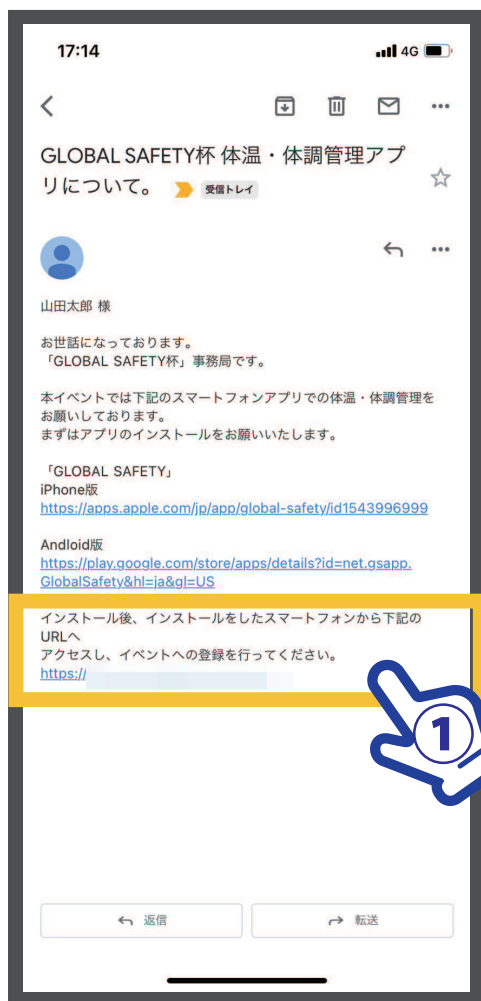 17:14
4G
GLOBAL SAFETY杯 体温・体調管理アプ
リについて。 受信トレイ
山田太郎 様
お世話になっております。
「GLOBAL SAFETY杯」事務局です。
本イベントでは下記のスマートフォンアプリでの体温・体調管理を
お願いしております。
まずはアプリのインストールをお願いいたします。
「GLOBAL SAFETY」
iPhone版
https://apps.apple.com/jp/app/global-safety/id1543996999
Andloid版
https://play.google.com/store/apps/details?id=net.gsapp.
GlobalSafety&hl=ja&gl=US
インストール後、インストールをしたスマートフォンから下記の
URLへ
アクセスし、イベントへの登録を行ってください。
https://
1
返信
転送